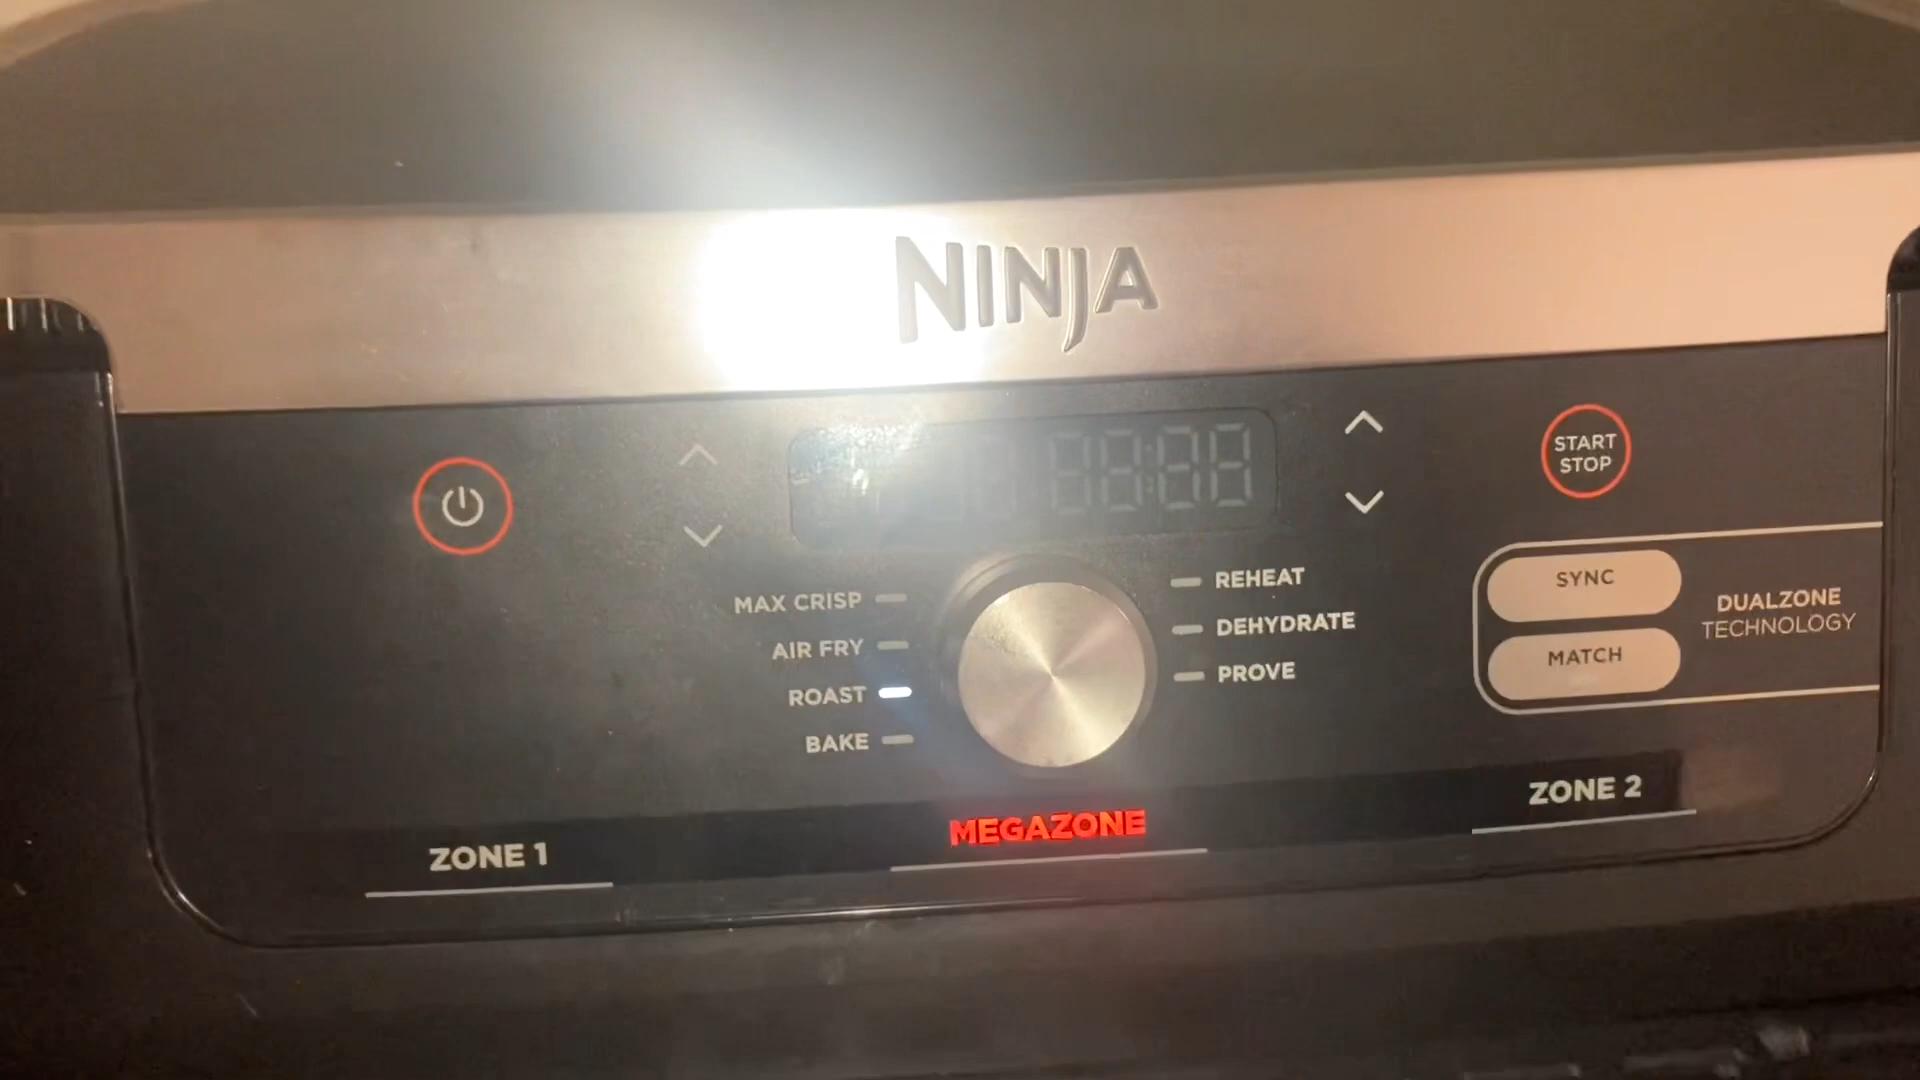 NINJA
START
STOP
MAX CRISP
AIR FRY
ROAST
BAKE
REHEAT
DEHYDRATE
PROVE
SYNC
MATCH
DUALZONE
TECHNOLOGY
ZONE 1
MEGAZONE
ZONE 2